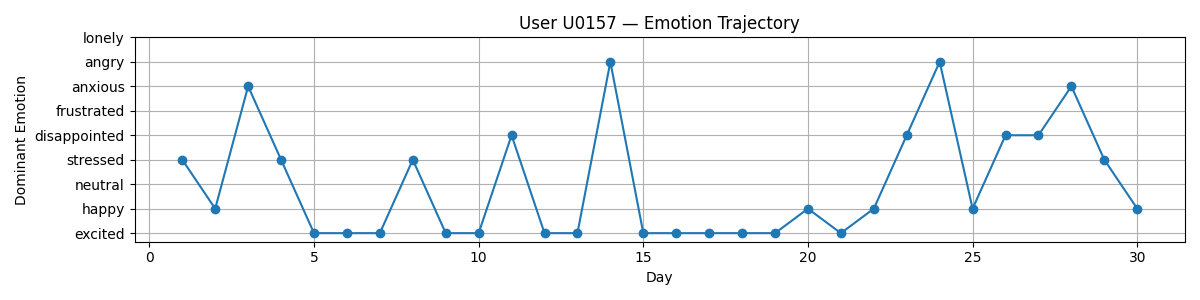 User U0157 — Emotion Trajectory
lonely
angry
anxious
frustrated
disappointed
stressed
neutral
happy
excited
Dominant Emotion
0 5 10 15 20 25 30
Day